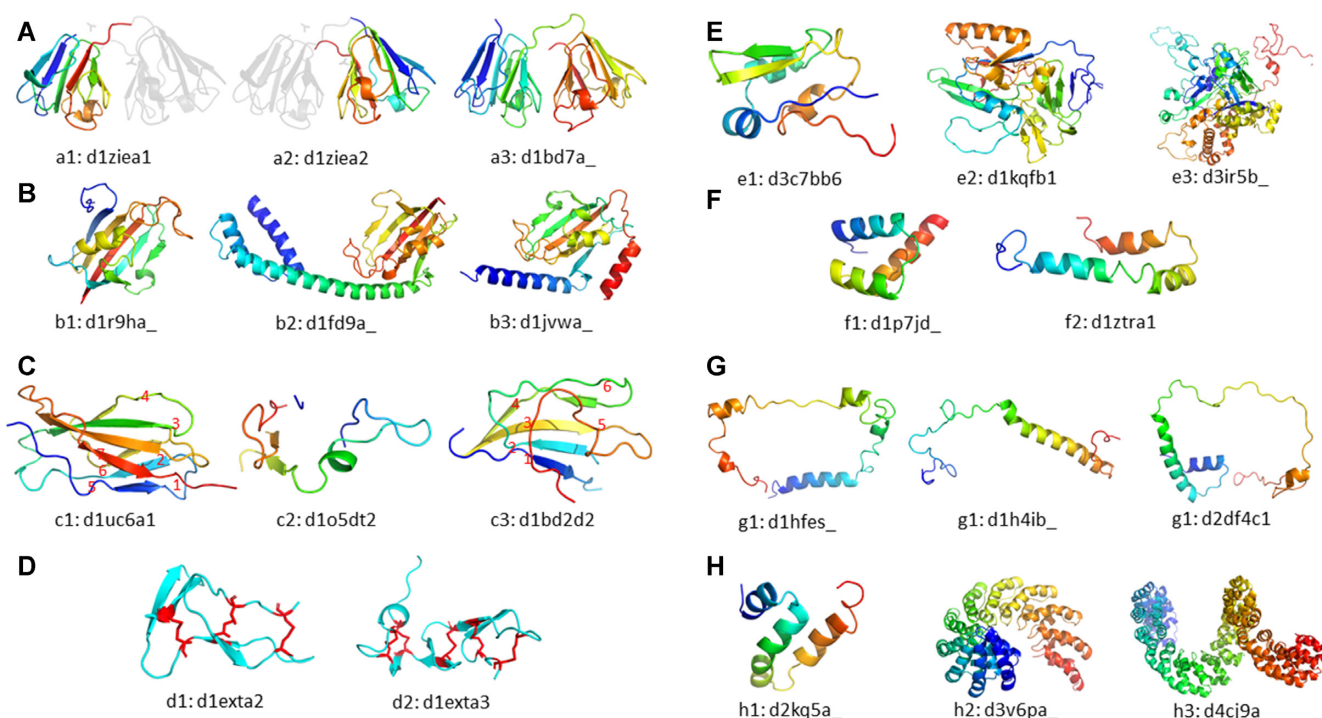 A
a1: d1ziea1
a2: d1ziea2
a3: d1bd7a_
B
b1: d1r9ha_
b2: d1fd9a_
b3: d1jvwa_
C
4
3
7
2
6
5
1
c1: d1uc6a1
c2: d1o5dt2
6
4
3
5
2
1
c3: d1bd2d2
D
d1: d1exta2
d2: d1exta3
E
e1: d3c7bb6
e2: d1kqfb1
e3: d3ir5b_
F
f1: d1p7jd_
f2: d1ztra1
G
g1: d1hfes_
g1: d1h4ib_
g1: d2df4c1
H
h1: d2kq5a_
h2: d3v6pa_
h3: d4cj9a_